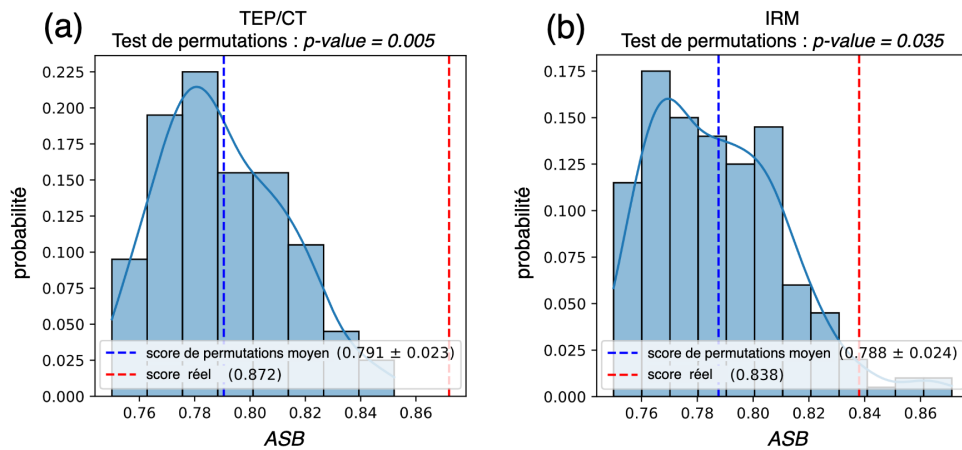 (a)
TEP/CT
Test de permutations : p-value = 0.005
probabilité
0.225
0.200
0.175
0.150
0.125
0.100
0.075
0.050
0.025
0.000
score de permutations moyen (0.791 ± 0.023)
score réel (0.872)
0.76 0.78 0.80 0.82 0.84 0.86
ASB
(b)
IRM
Test de permutations : p-value = 0.035
probabilité
0.175
0.150
0.125
0.100
0.075
0.050
0.025
0.000
score de permutations moyen (0.788 ± 0.024)
score réel (0.838)
0.76 0.78 0.80 0.82 0.84 0.86
ASB